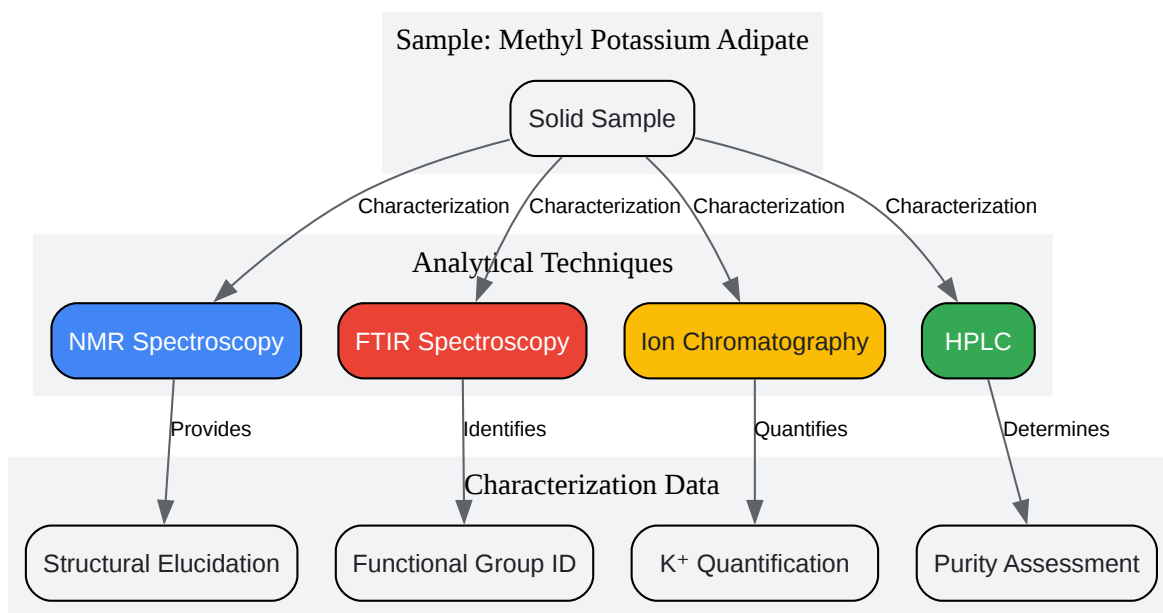 Sample: Methyl Potassium Adipate
Solid Sample
Characterization Characterization Characterization Characterization
Analytical Techniques
NMR Spectroscopy FTIR Spectroscopy Ion Chromatography HPLC
Provides Identifies Quantifies Determines
Characterization Data
Structural Elucidation Functional Group ID K⁺ Quantification Purity Assessment